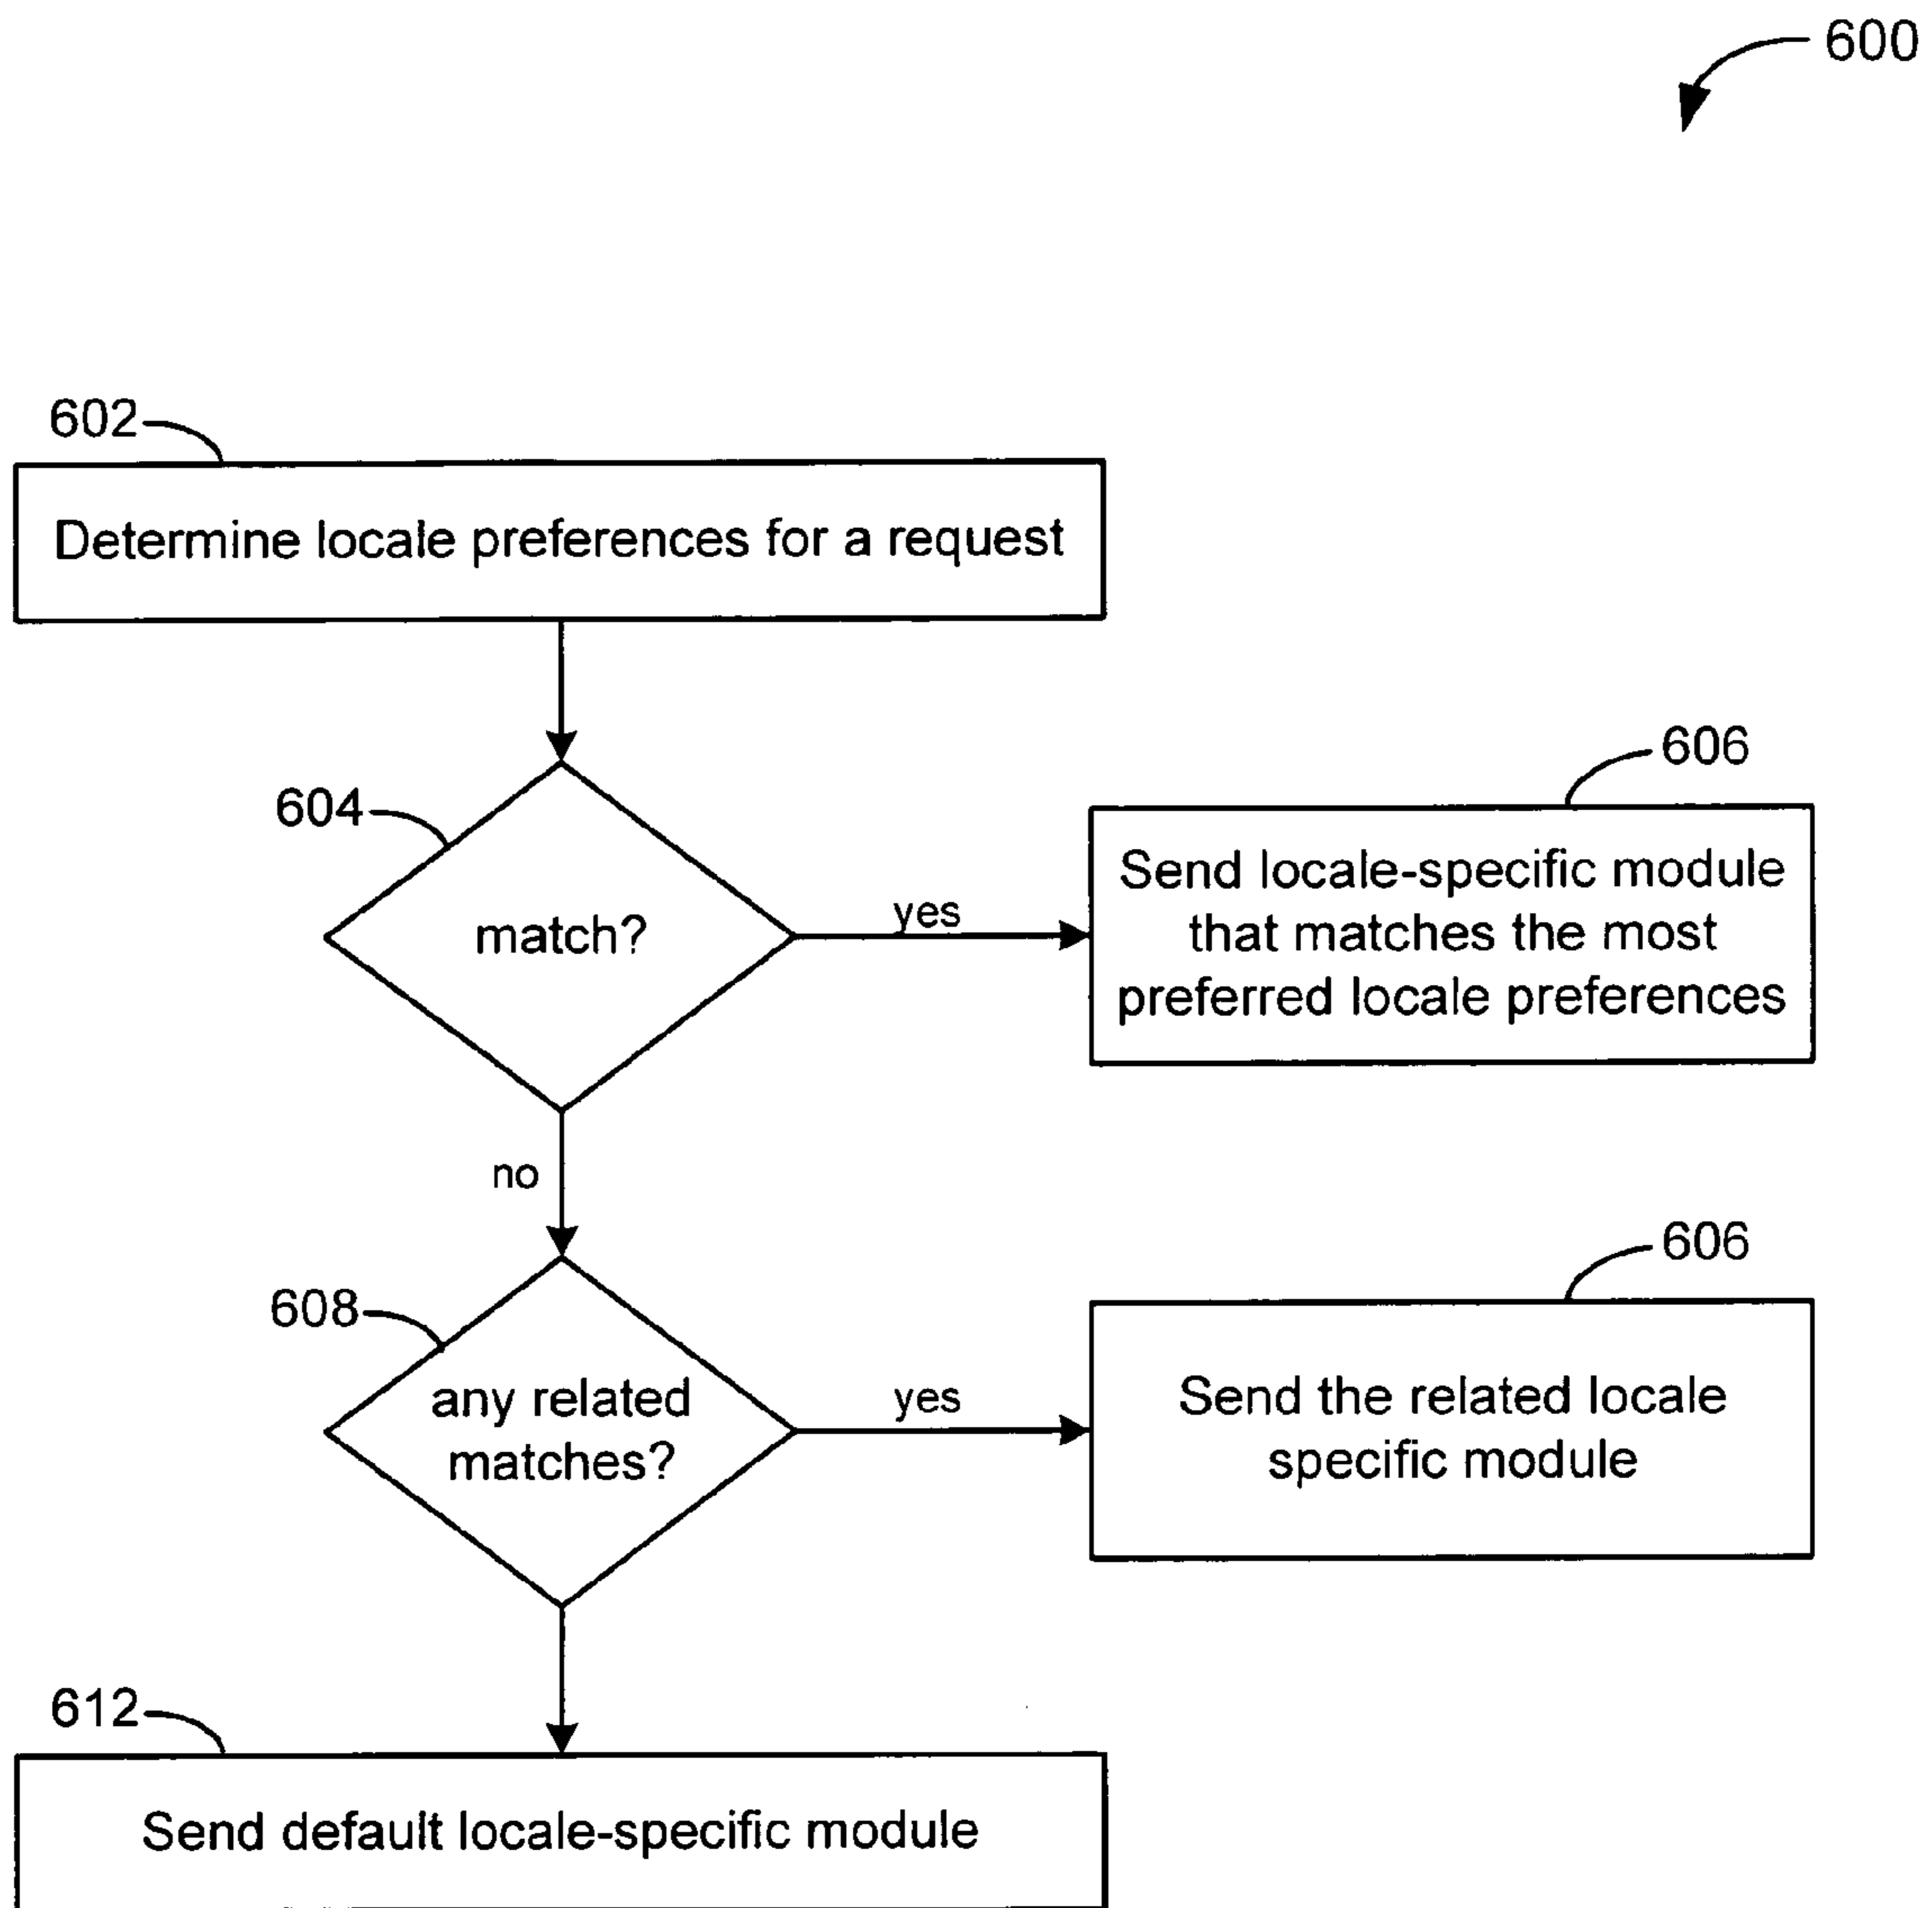 600
602
Determine locale preferences for a request
604
match?
yes
606
Send locale-specific module
that matches the most
preferred locale preferences
no
608
any related
matches?
yes
606
Send the related locale
specific module
612
Send default locale-specific module